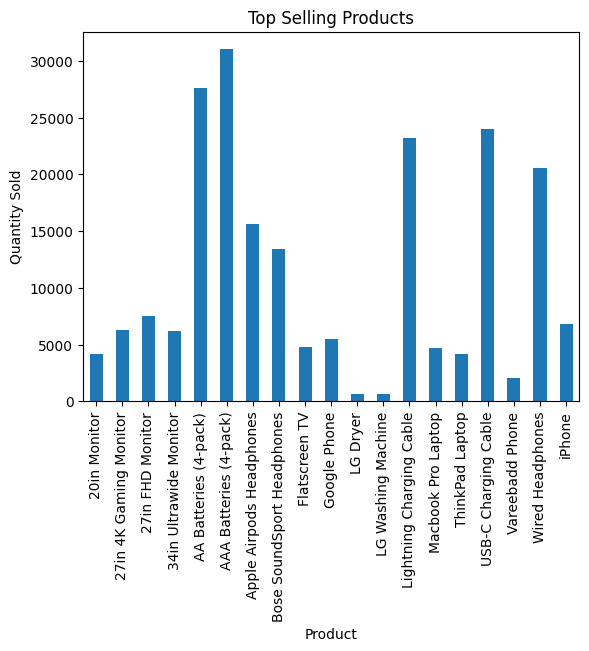 Top Selling Products
Quantity Sold
30000
25000
20000
15000
10000
5000
0
20in Monitor
27in 4K Gaming Monitor
27in FHD Monitor
34in Ultrawide Monitor
AA Batteries (4-pack)
AAA Batteries (4-pack)
Apple Airpods Headphones
Bose SoundSport Headphones
Flatscreen TV
Google Phone
LG Dryer
LG Washing Machine
Lightning Charging Cable
Macbook Pro Laptop
ThinkPad Laptop
USB-C Charging Cable
Vareebadd Phone
Wired Headphones
iPhone
Product